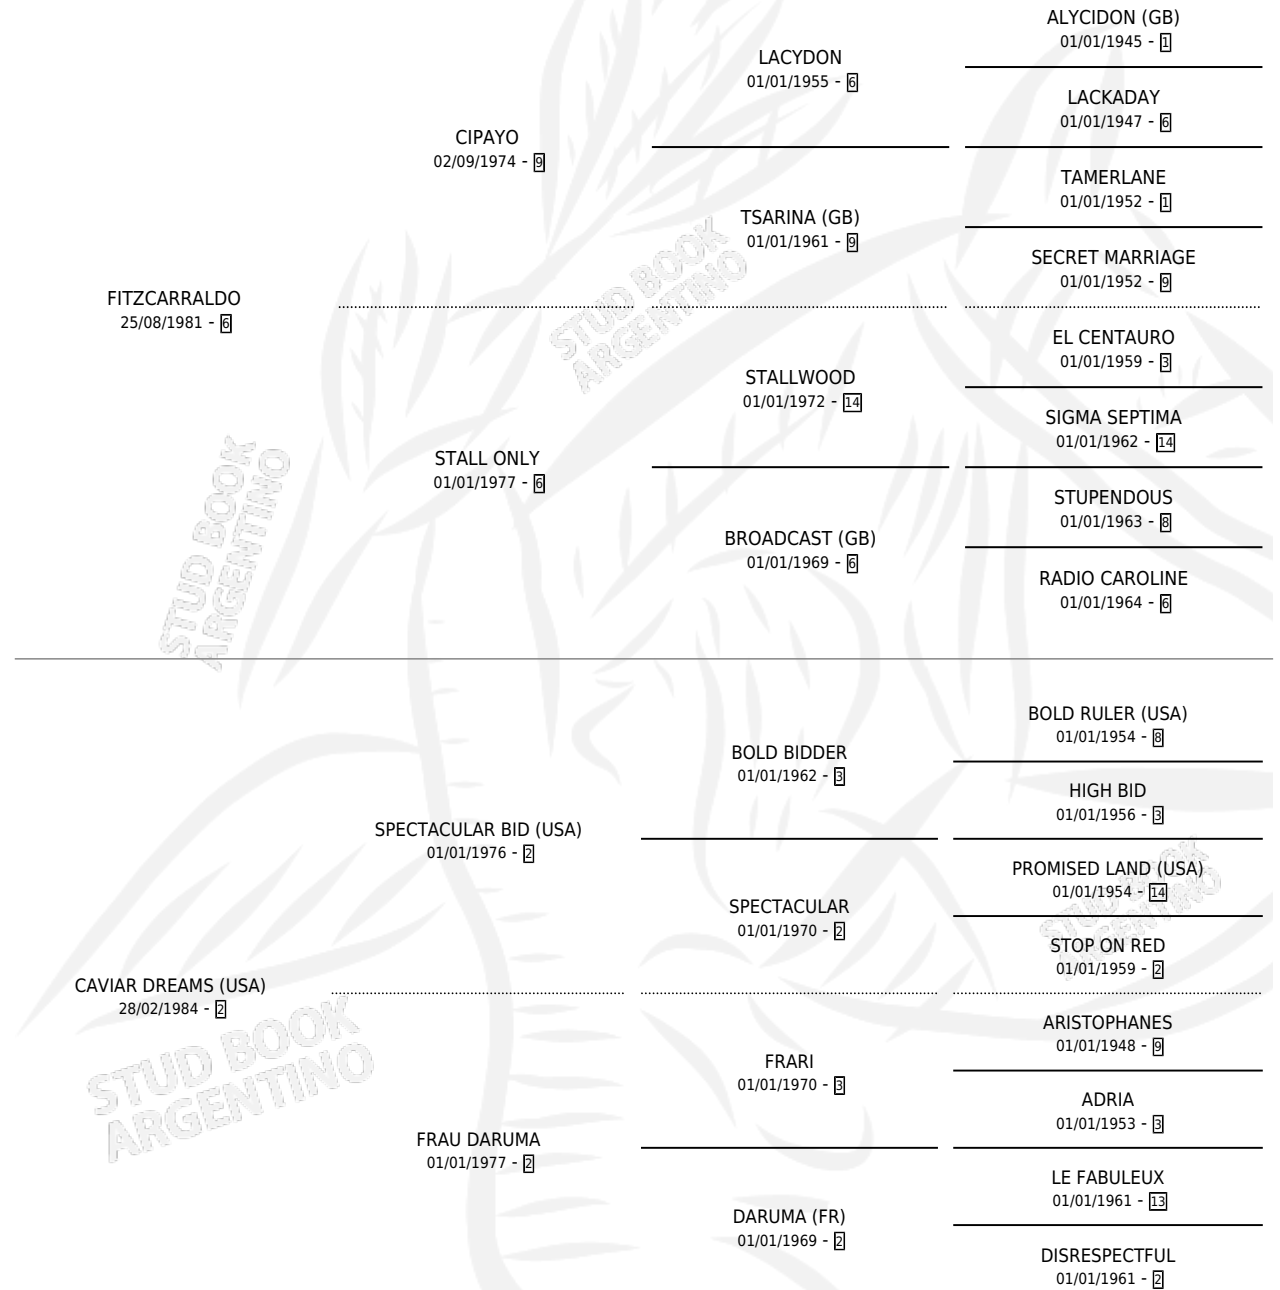 ALYCIDON (GB)
01/01/1945 - 1
LACYDON
01/01/1955 - 6
LACKADAY
01/01/1947 - 6
CIPAYO
02/09/1974 - 9
TAMERLANE
01/01/1952 - 1
TSARINA (GB)
01/01/1961 - 9
SECRET MARRIAGE
01/01/1952 - 9
FITZCARRALDO
25/08/1981 - 6
EL CENTAURO
01/01/1959 - 3
STALLWOOD
01/01/1972 - 14
SIGMA SEPTIMA
01/01/1962 - 14
STALL ONLY
01/01/1977 - 6
STUPENDOUS
01/01/1963 - 8
BROADCAST (GB)
01/01/1969 - 6
RADIO CAROLINE
01/01/1964 - 6
BOLD RULER (USA)
01/01/1954 - 8
BOLD BIDDER
01/01/1962 - 3
HIGH BID
01/01/1956 - 3
SPECTACULAR BID (USA)
01/01/1976 - 2
PROMISED LAND (USA)
01/01/1954 - 14
SPECTACULAR
01/01/1970 - 2
STOP ON RED
01/01/1959 - 2
CAVIAR DREAMS (USA)
28/02/1984 - 2
ARISTOPHANES
01/01/1948 - 9
FRARI
01/01/1970 - 3
ADRIA
01/01/1953 - 3
FRAU DARUMA
01/01/1977 - 2
LE FABULEUX
01/01/1961 - 13
DARUMA (FR)
01/01/1969 - 2
DISRESPECTFUL
01/01/1961 - 2
STUD BOOK
ARGENTINO
STUD BOOK
ARGENTINO
STUD BOOK
ARGENTINO
STUD BOOK
ARGENTINO